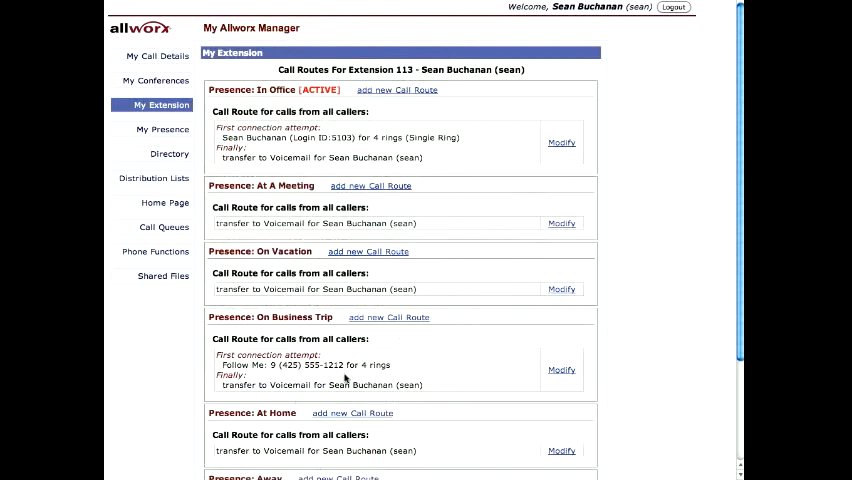 Welcome, Sean Buchanan (sean) Logout
allworx My Allworx Manager
My Call Details
My Conferences
My Extension
My Presence
Directory
Distribution Lists
Home Page
Call Queues
Phone Functions
Shared Files
My Extension
Call Routes For Extension 113 - Sean Buchanan (sean)
Presence: In Office [ACTIVE] add new Call Route
Call Route for calls from all callers:
First connection attempt:
Sean Buchanan (Login ID:5103) for 4 rings (Single Ring)
Finally:
transfer to Voicemail for Sean Buchanan (sean)
Modify
Presence: At A Meeting add new Call Route
Call Route for calls from all callers:
transfer to Voicemail for Sean Buchanan (sean) Modify
Presence: On Vacation add new Call Route
Call Route for calls from all callers:
transfer to Voicemail for Sean Buchanan (sean) Modify
Presence: On Business Trip add new Call Route
Call Route for calls from all callers:
First connection attempt:
Follow Me: 9 (425) 555-1212 for 4 rings
Finally:
transfer to Voicemail for Sean Buchanan (sean)
Modify
Presence: At Home add new Call Route
Call Route for calls from all callers:
transfer to Voicemail for Sean Buchanan (sean) Modify
Presence: Away add new Call Route